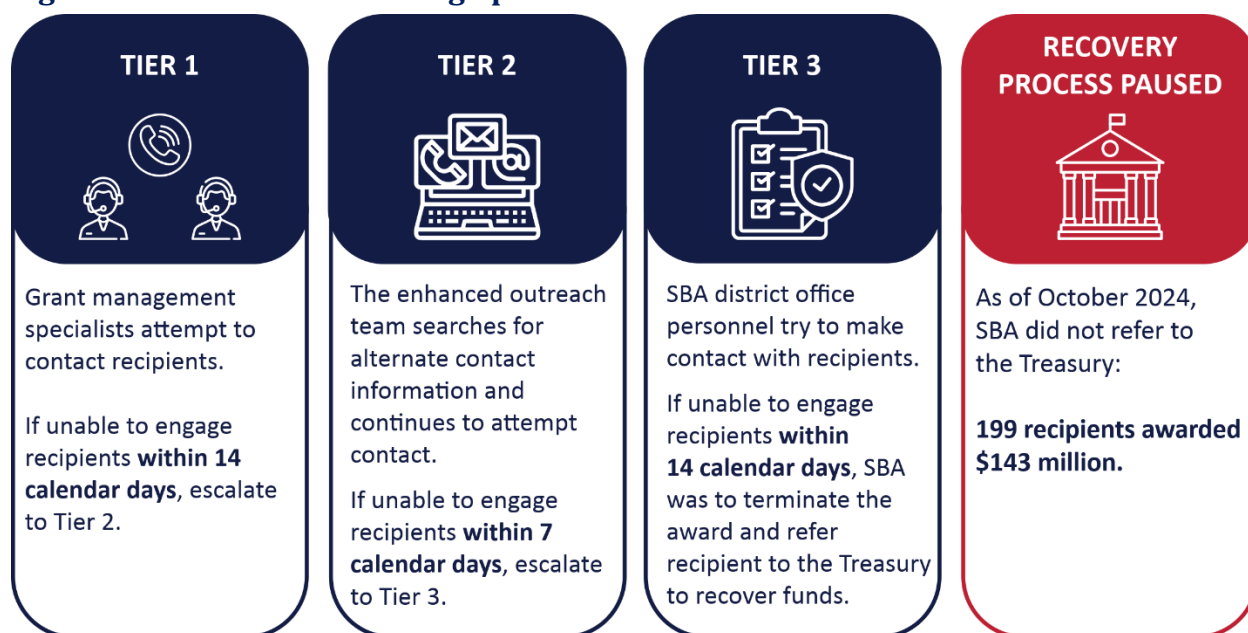 TIER 1
Grant management
specialists attempt to
contact recipients.
If unable to engage
recipients within 14
calendar days, escalate
to Tier 2.
TIER 2
@
The enhanced outreach
team searches for
alternate contact
information and
continues to attempt
contact.
If unable to engage
recipients within 7
calendar days, escalate
to Tier 3.
TIER 3
SBA district office
personnel try to make
contact with recipients.
If unable to engage
recipients within
14 calendar days, SBA
was to terminate the
award and refer
recipient to the Treasury
to recover funds.
RECOVERY
PROCESS PAUSED
As of October 2024,
SBA did not refer to
the Treasury:
199 recipients awarded
$143 million.